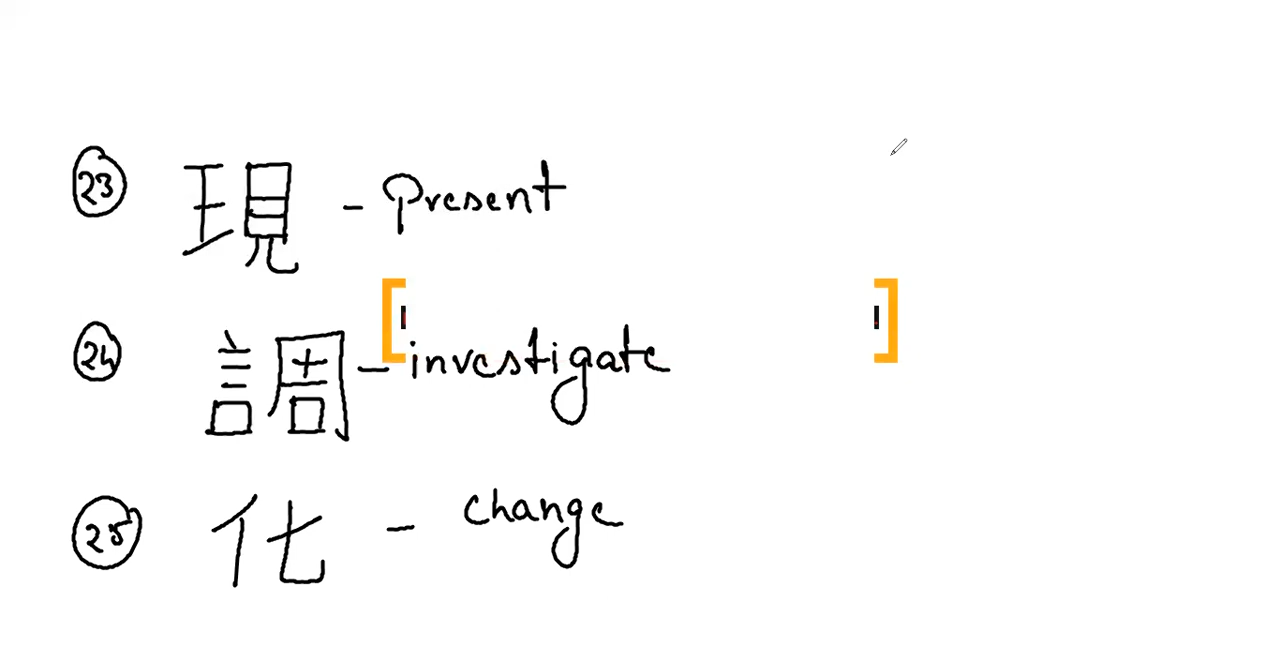 23 現 - Present
24 調 - investigate
25 化 - change